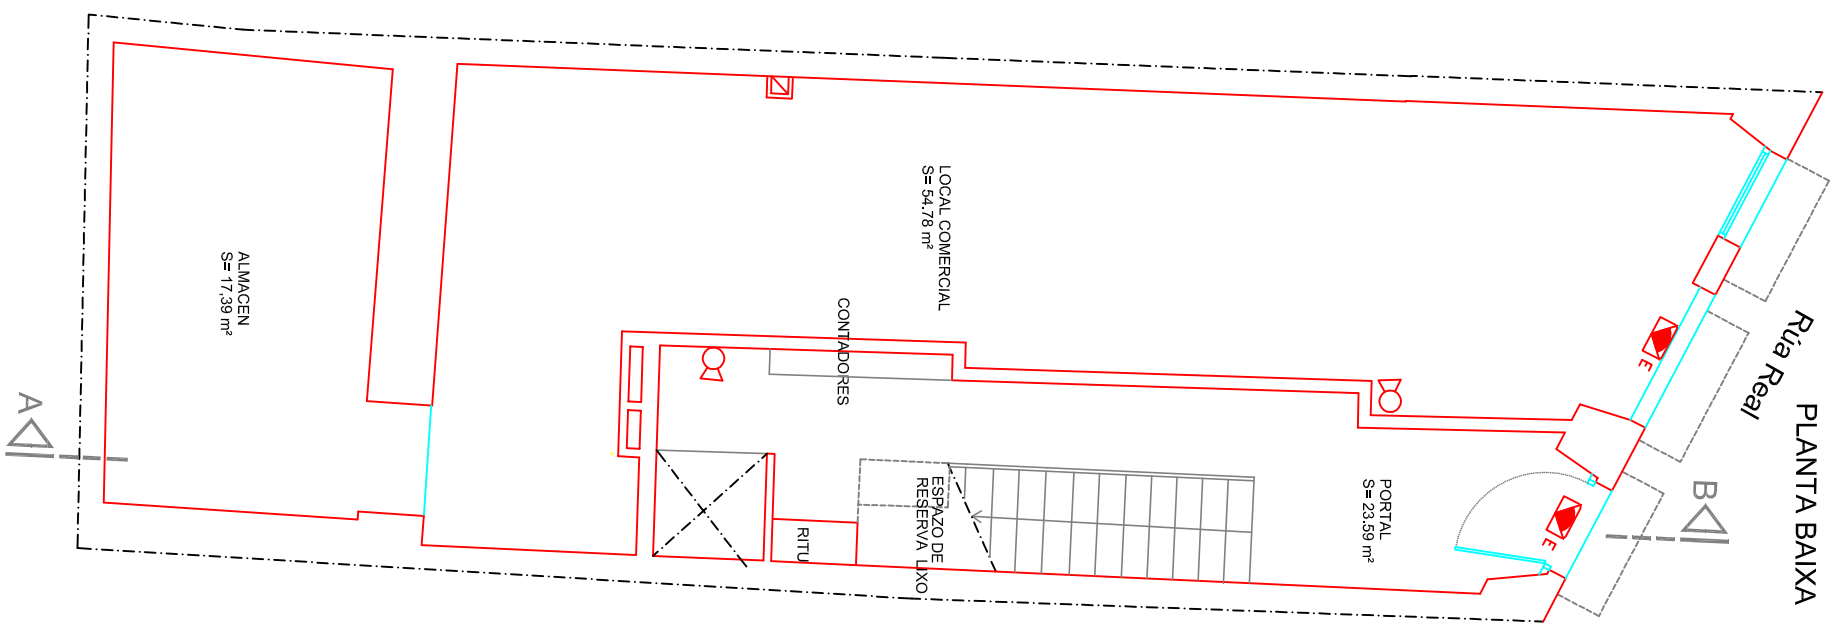 PLANTA BAIXA
Rúa Real
LOCAL COMERCIAL
S= 54.78 m²
ALMACEN
S= 17,39 m²
CONTADORES
PORTAL
S= 23.59 m²
ESPAZO DE
RESERVA LIXO
RITU
E
E
A
B